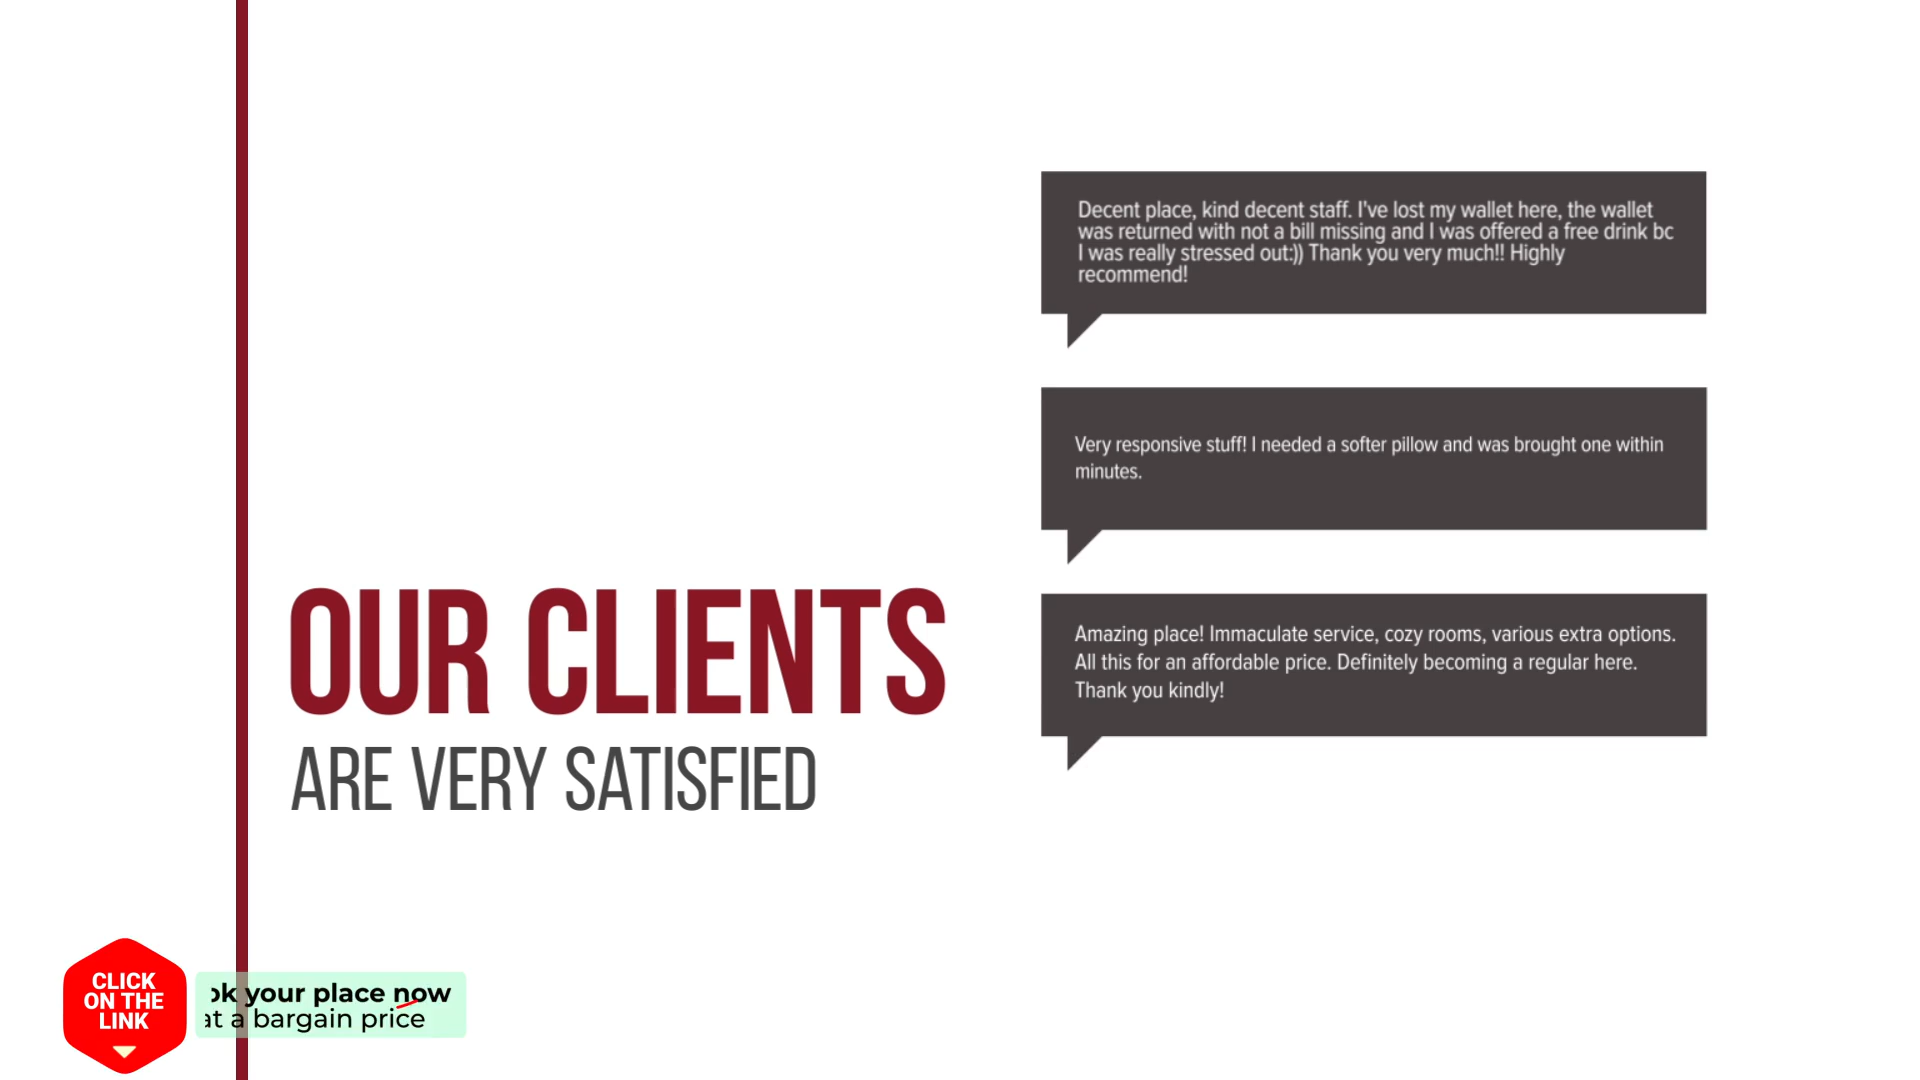 Decent place, kind decent staff. I've lost my wallet here, the wallet
was returned with not a bill missing and I was offered a free drink bc
I was really stressed out:)) Thank you very much!! Highly
recommend!
Very responsive stuff! I needed a softer pillow and was brought one within
minutes.
Amazing place! Immaculate service, cozy rooms, various extra options.
All this for an affordable price. Definitely becoming a regular here.
Thank you kindly!
OUR CLIENTS
ARE VERY SATISFIED
CLICK
ON THE
LINK
your place now
at a bargain price